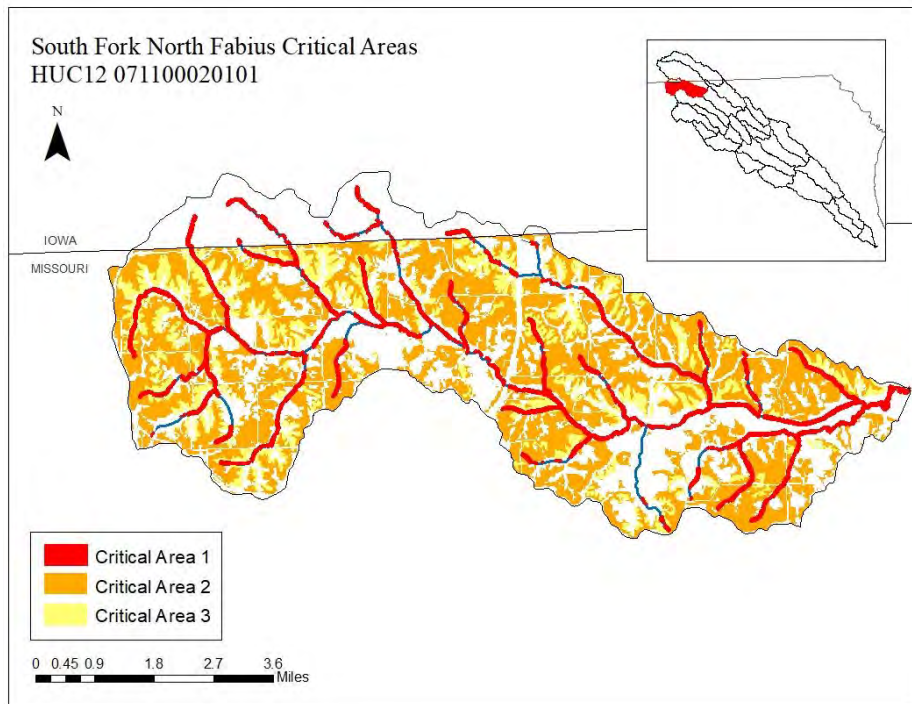 South Fork North Fabius Critical Areas
HUC12 071100020101
N
IOWA
MISSOURI
Critical Area 1
Critical Area 2
Critical Area 3
0 0.45 0.9 1.8 2.7 3.6
Miles